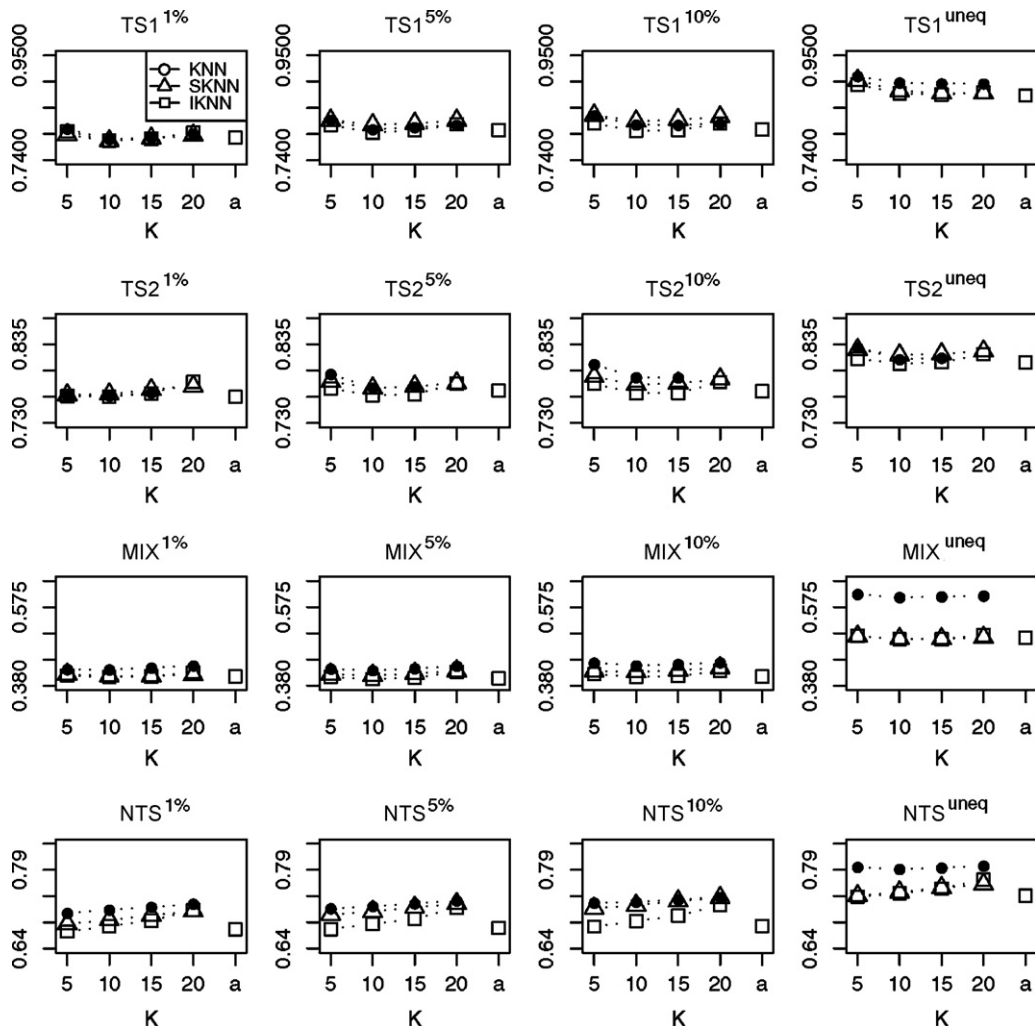 TS1 1% TS1 5% TS1 10% TS1 uneq
0.7400 0.9500
KNN
SKNN
IKNN
0.7400 0.9500
0.7400 0.9500
0.7400 0.9500
5 10 15 20 a
5 10 15 20 a
5 10 15 20 a
5 10 15 20 a
K K K K
TS2 1% TS2 5% TS2 10% TS2 uneq
0.730 0.835
0.730 0.835
0.730 0.835
0.730 0.835
5 10 15 20 a
5 10 15 20 a
5 10 15 20 a
5 10 15 20 a
K K K K
MIX 1% MIX 5% MIX 10% MIX uneq
0.380 0.575
0.380 0.575
0.380 0.575
0.380 0.575
5 10 15 20 a
5 10 15 20 a
5 10 15 20 a
5 10 15 20 a
K K K K
NTS 1% NTS 5% NTS 10% NTS uneq
0.64 0.79
0.64 0.79
0.64 0.79
0.64 0.79
5 10 15 20 a
5 10 15 20 a
5 10 15 20 a
5 10 15 20 a
K K K K